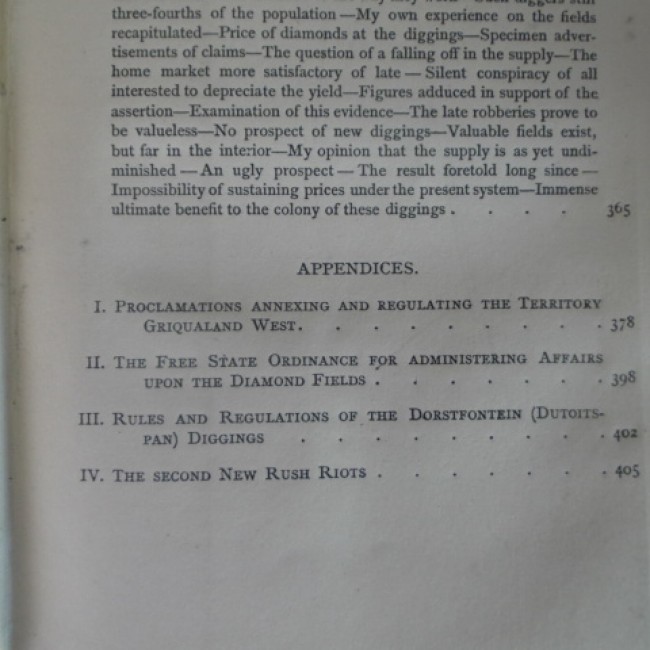 three-fourths of the population—My own experience on the fields
recapitulated—Price of diamonds at the diggings—Specimen adver-
tisements of claims—The question of a falling off in the supply—The
home market more satisfactory of late—Silent conspiracy of all
interested to depreciate the yield—Figures adduced in support of the
assertion—Examination of this evidence—The late robberies prove to
be valueless—No prospect of new diggings—Valuable fields exist,
but far in the interior—My opinion that the supply is as yet undi-
minished—An ugly prospect—The result foretold long since—
Impossibility of sustaining prices under the present system—Immense
ultimate benefit to the colony of these diggings . . . . 365
APPENDICES.
I. PROCLAMATIONS ANNEXING AND REGULATING THE TERRITORY
GRIQUALAND WEST. . . . . . . . . 378
II. THE FREE STATE ORDINANCE FOR ADMINISTERING AFFAIRS
UPON THE DIAMOND FIELDS . . . . . . . 398
III. RULES AND REGULATIONS OF THE DORSTFONTEIN (DUTOITS-
PAN) DIGGINGS . . . . . . . . . 402
IV. THE SECOND NEW RUSH RIOTS . . . . . . . 405